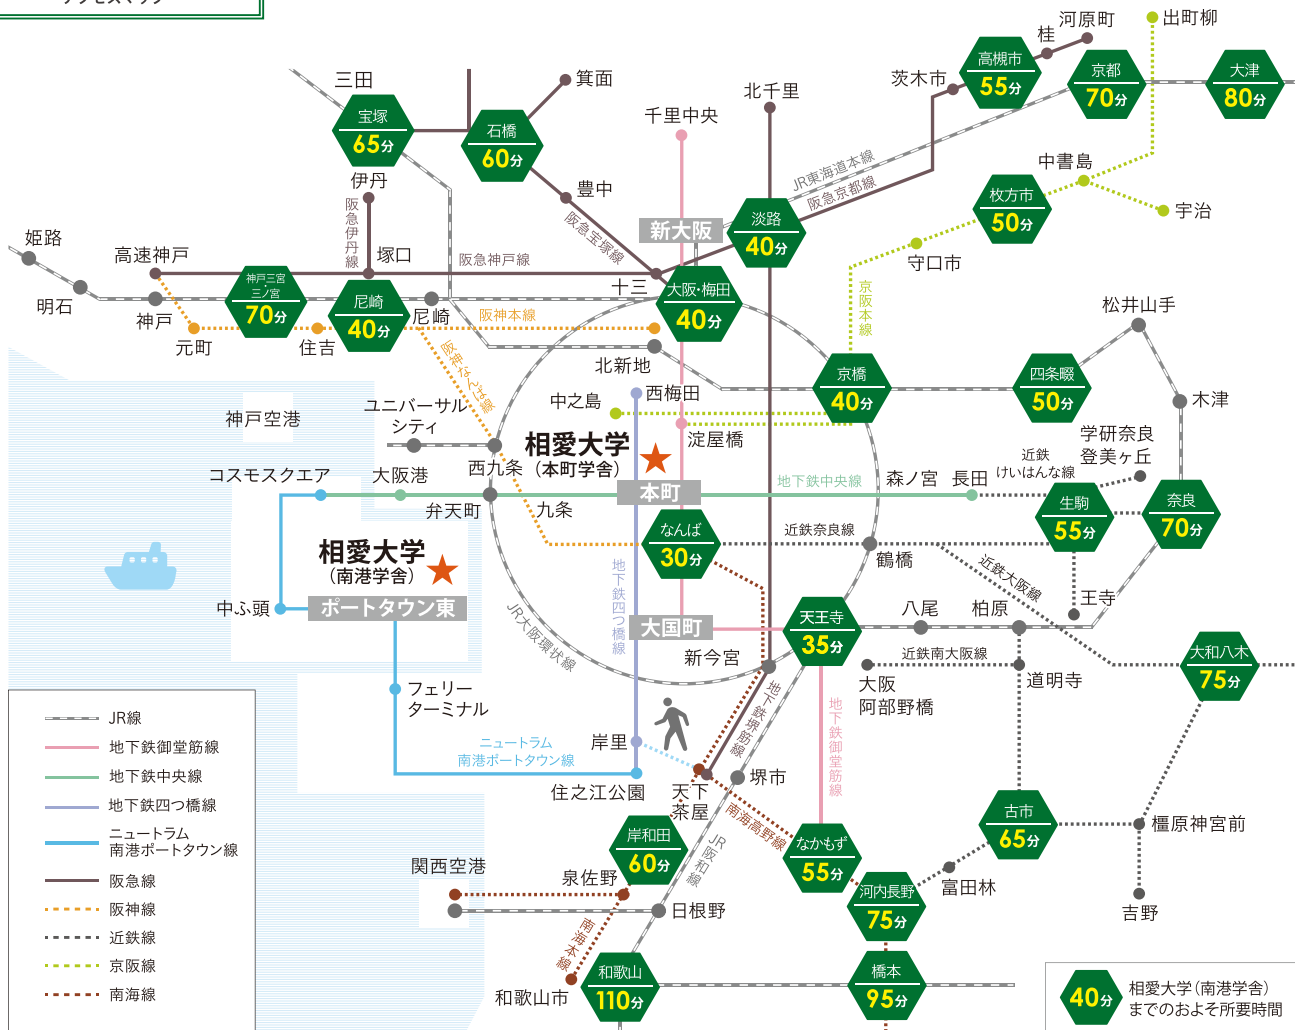 アクセスマップ
出町柳
河原町
桂
高槻市
55分
京都
70分
大津
80分
茨木市
三田
箕面
北千里
千里中央
宝塚
65分
石橋
60分
JR東海道本線
阪急京都線
中書島
伊丹
豊中
枚方市
50分
宇治
阪急伊丹線
阪急宝塚線
新大阪
淡路
40分
姫路
高速神戸
塚口
阪急神戸線
守口市
明石
神戸
神戸三宮・三ノ宮
70分
尼崎
40分
尼崎
十三
大阪・梅田
40分
京阪本線
松井山手
元町
住吉
阪神本線
阪神なんば線
北新地
京橋
40分
四条畷
50分
木津
神戸空港
ユニバーサル
シティ
中之島
西梅田
淀屋橋
相愛大学
(本町学舎)
学研奈良
登美ヶ丘
近鉄
けいはんな線
コスモスクエア
大阪港
西九条
本町
地下鉄中央線
森ノ宮
長田
生駒
55分
奈良
70分
弁天町
九条
なんば
30分
近鉄奈良線
鶴橋
相愛大学
(南港学舎)
地下鉄四つ橋線
近鉄大阪線
中ふ頭
ポートタウン東
大国町
天王寺
35分
八尾
柏原
王寺
JR大阪環状線
新今宮
近鉄南大阪線
大和八木
75分
フェリー
ターミナル
地下鉄堺筋線
大阪
阿部野橋
道明寺
地下鉄御堂筋線
ニュートラム
南港ポートタウン線
岸里
住之江公園
天下
茶屋
堺市
JR線
地下鉄御堂筋線
地下鉄中央線
地下鉄四つ橋線
ニュートラム
南港ポートタウン線
阪急線
阪神線
近鉄線
京阪線
南海線
南海高野線
JR阪和線
岸和田
60分
なかもず
55分
古市
65分
橿原神宮前
関西空港
泉佐野
河内長野
75分
富田林
日根野
吉野
南海本線
和歌山市
和歌山
110分
橋本
95分
40分
相愛大学(南港学舎)
までのおよそ所要時間